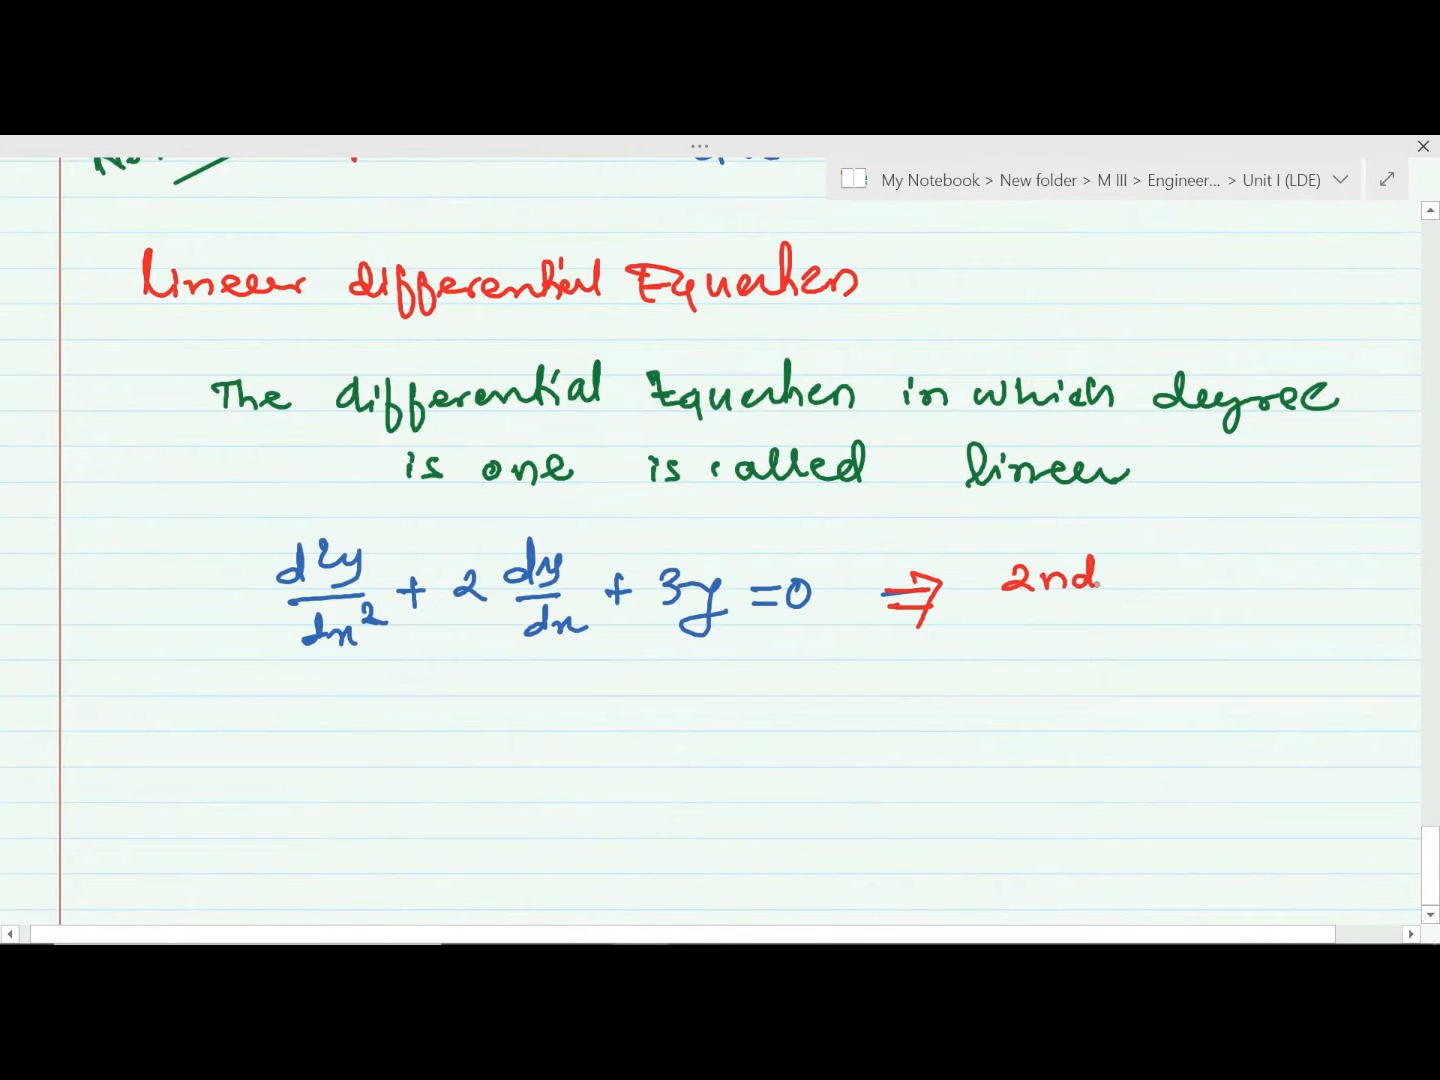 My Notebook > New folder > M III > Engineer... > Unit I (LDE)
Linear differential Equation
The differential Equation in which degree
is one is called linear
d²y/dx² + 2 dy/dx + 3y = 0 ⇒ 2nd